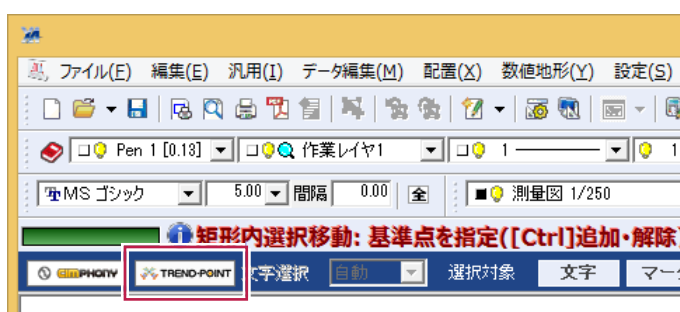 ファイル(F) 編集(E) 汎用(I) データ編集(M) 配置(X) 数値地形(Y) 設定(S)
Pen 1 [0.13] 作業レイヤ1 1 1
MS ゴシック 5.00 間隔 0.00 全 測量図 1/250
矩形内選択移動: 基準点を指定([Ctrl]追加・解除
SIMPHONY TREND-POINT 文字選択 自動 選択対象 文字 マー